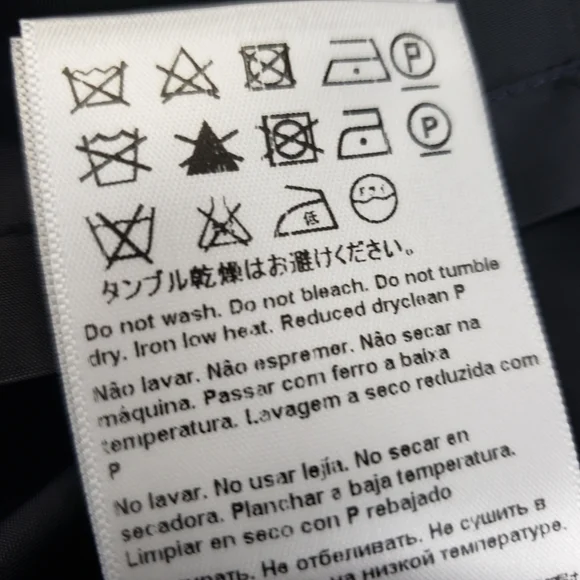 P
P
低 ドライ
タンブル乾燥はお避けください。
Do not wash. Do not bleach. Do not tumble
dry. Iron low heat. Reduced dryclean P
Não lavar. Não espremer. Não secar na
máquina. Passar com ferro a baixa
temperatura. Lavagem a seco reduzida com
P
No lavar. No usar lejía. No secar en
secadora. Planchar a baja temperatura.
Limpiar en seco con P rebajado
Не отбеливать. Не сушить в
на низкой температуре.